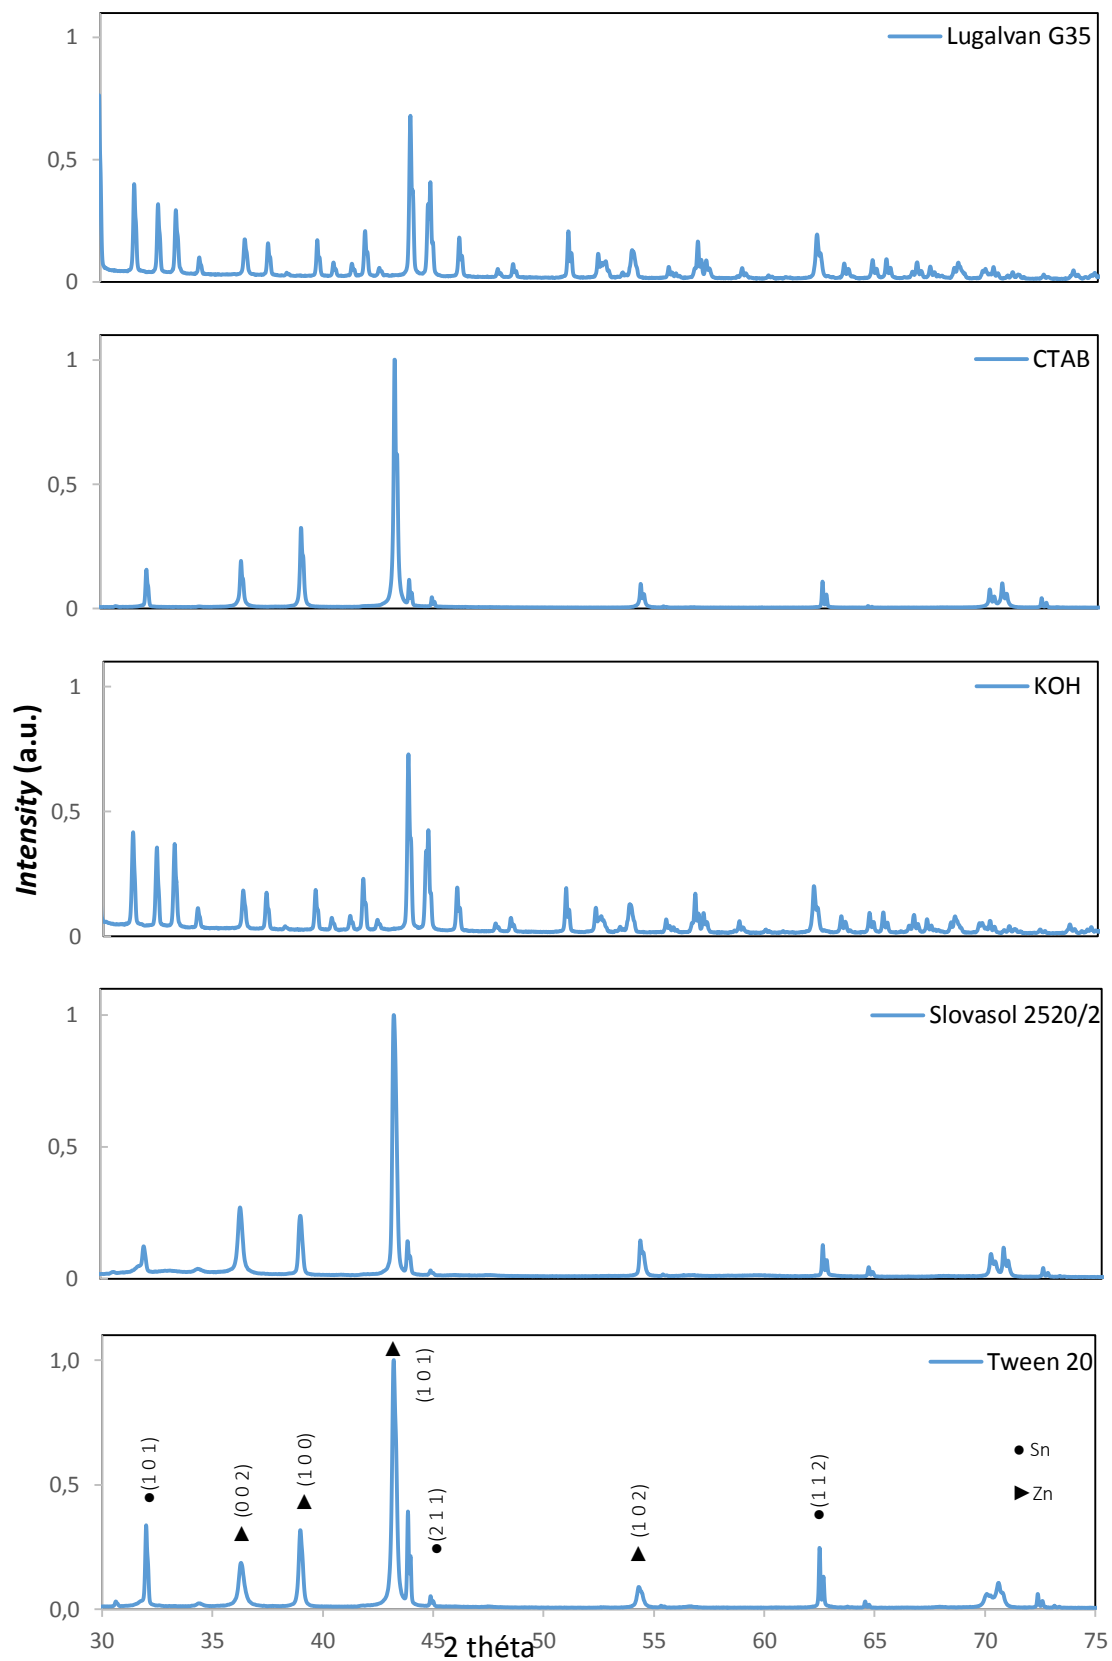 Lugalvan G35
1
0,5
0
CTAB
1
0,5
0
KOH
1
0,5
0
Intensity (a.u.)
Slovasol 2520/2
1
0,5
0
Tween 20
1,0
0,5
0,0
(1 0 1)
(0 0 2)
(1 0 0)
(1 0 1)
(2 1 1)
(1 0 2)
(1 1 2)
Sn
Zn
30 35 40 45 50 55 60 65 70 75
2 théta